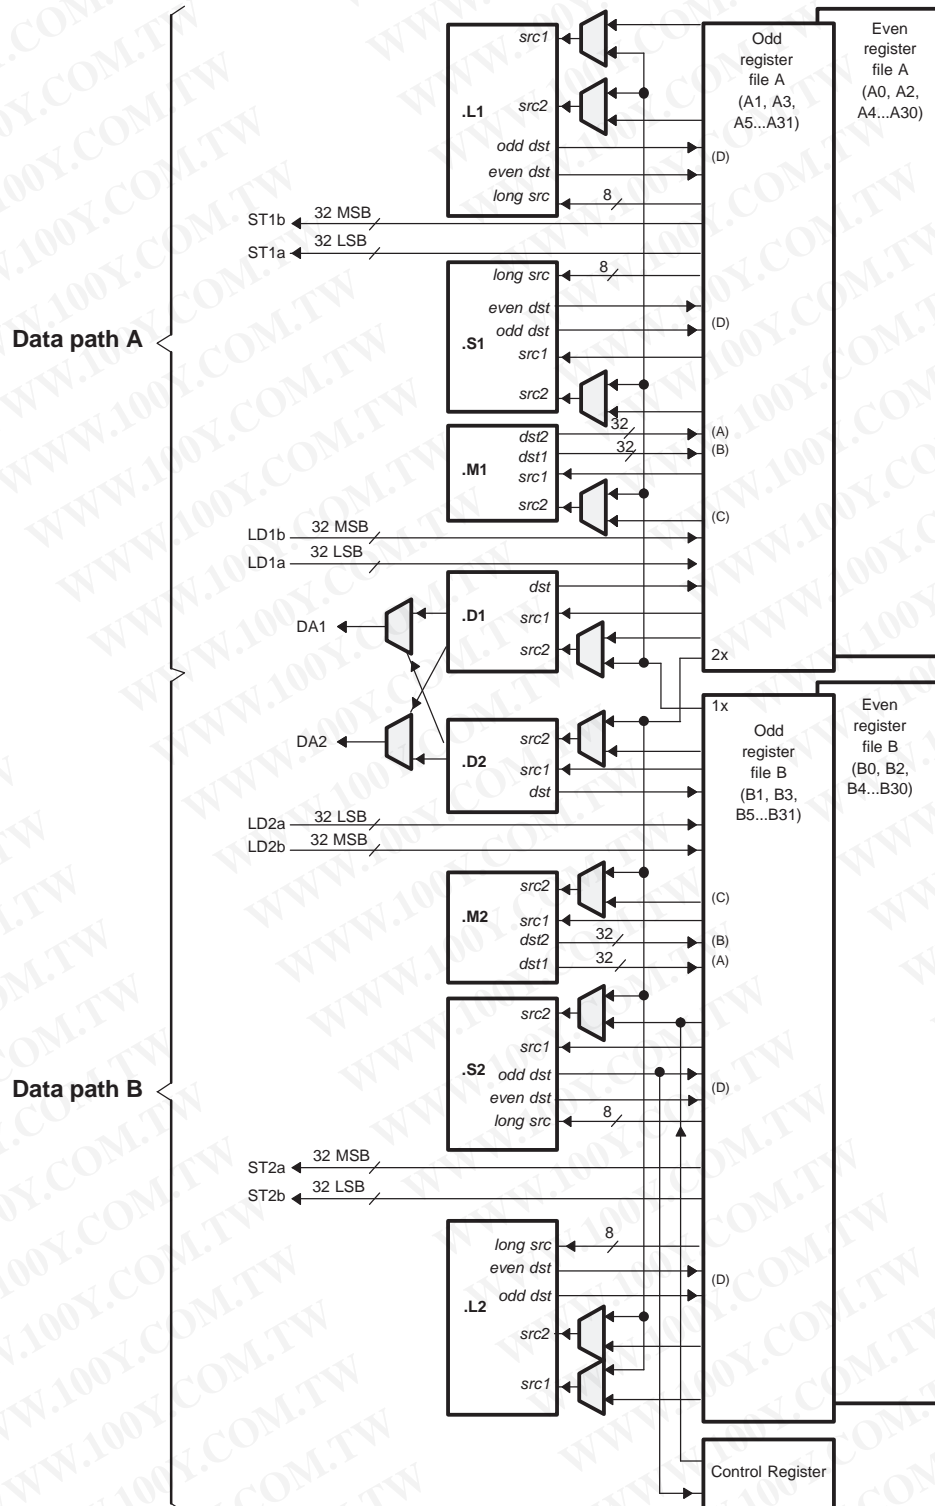 src1
Odd
register
file A
(A1, A3,
A5...A31)
Even
register
file A
(A0, A2,
A4...A30)
.L1
src2
odd dst
(D)
even dst
long src
8
ST1b
32 MSB
ST1a
32 LSB
long src
8
even dst
(D)
odd dst
Data path A
.S1
src1
src2
dst2
32
(A)
dst1
32
(B)
.M1
src1
src2
(C)
LD1b
32 MSB
LD1a
32 LSB
dst
.D1
src1
DA1
src2
2x
1x
Odd
register
file B
(B1, B3,
B5...B31)
Even
register
file B
(B0, B2,
B4...B30)
DA2
src2
.D2
src1
dst
LD2a
32 LSB
LD2b
32 MSB
src2
(C)
.M2
src1
dst2
32
(B)
dst1
32
(A)
src2
src1
.S2
odd dst
(D)
Data path B
even dst
long src
8
ST2a
32 MSB
ST2b
32 LSB
long src
8
even dst
(D)
.L2
odd dst
src2
src1
Control Register
WWW.100Y.COM.TW